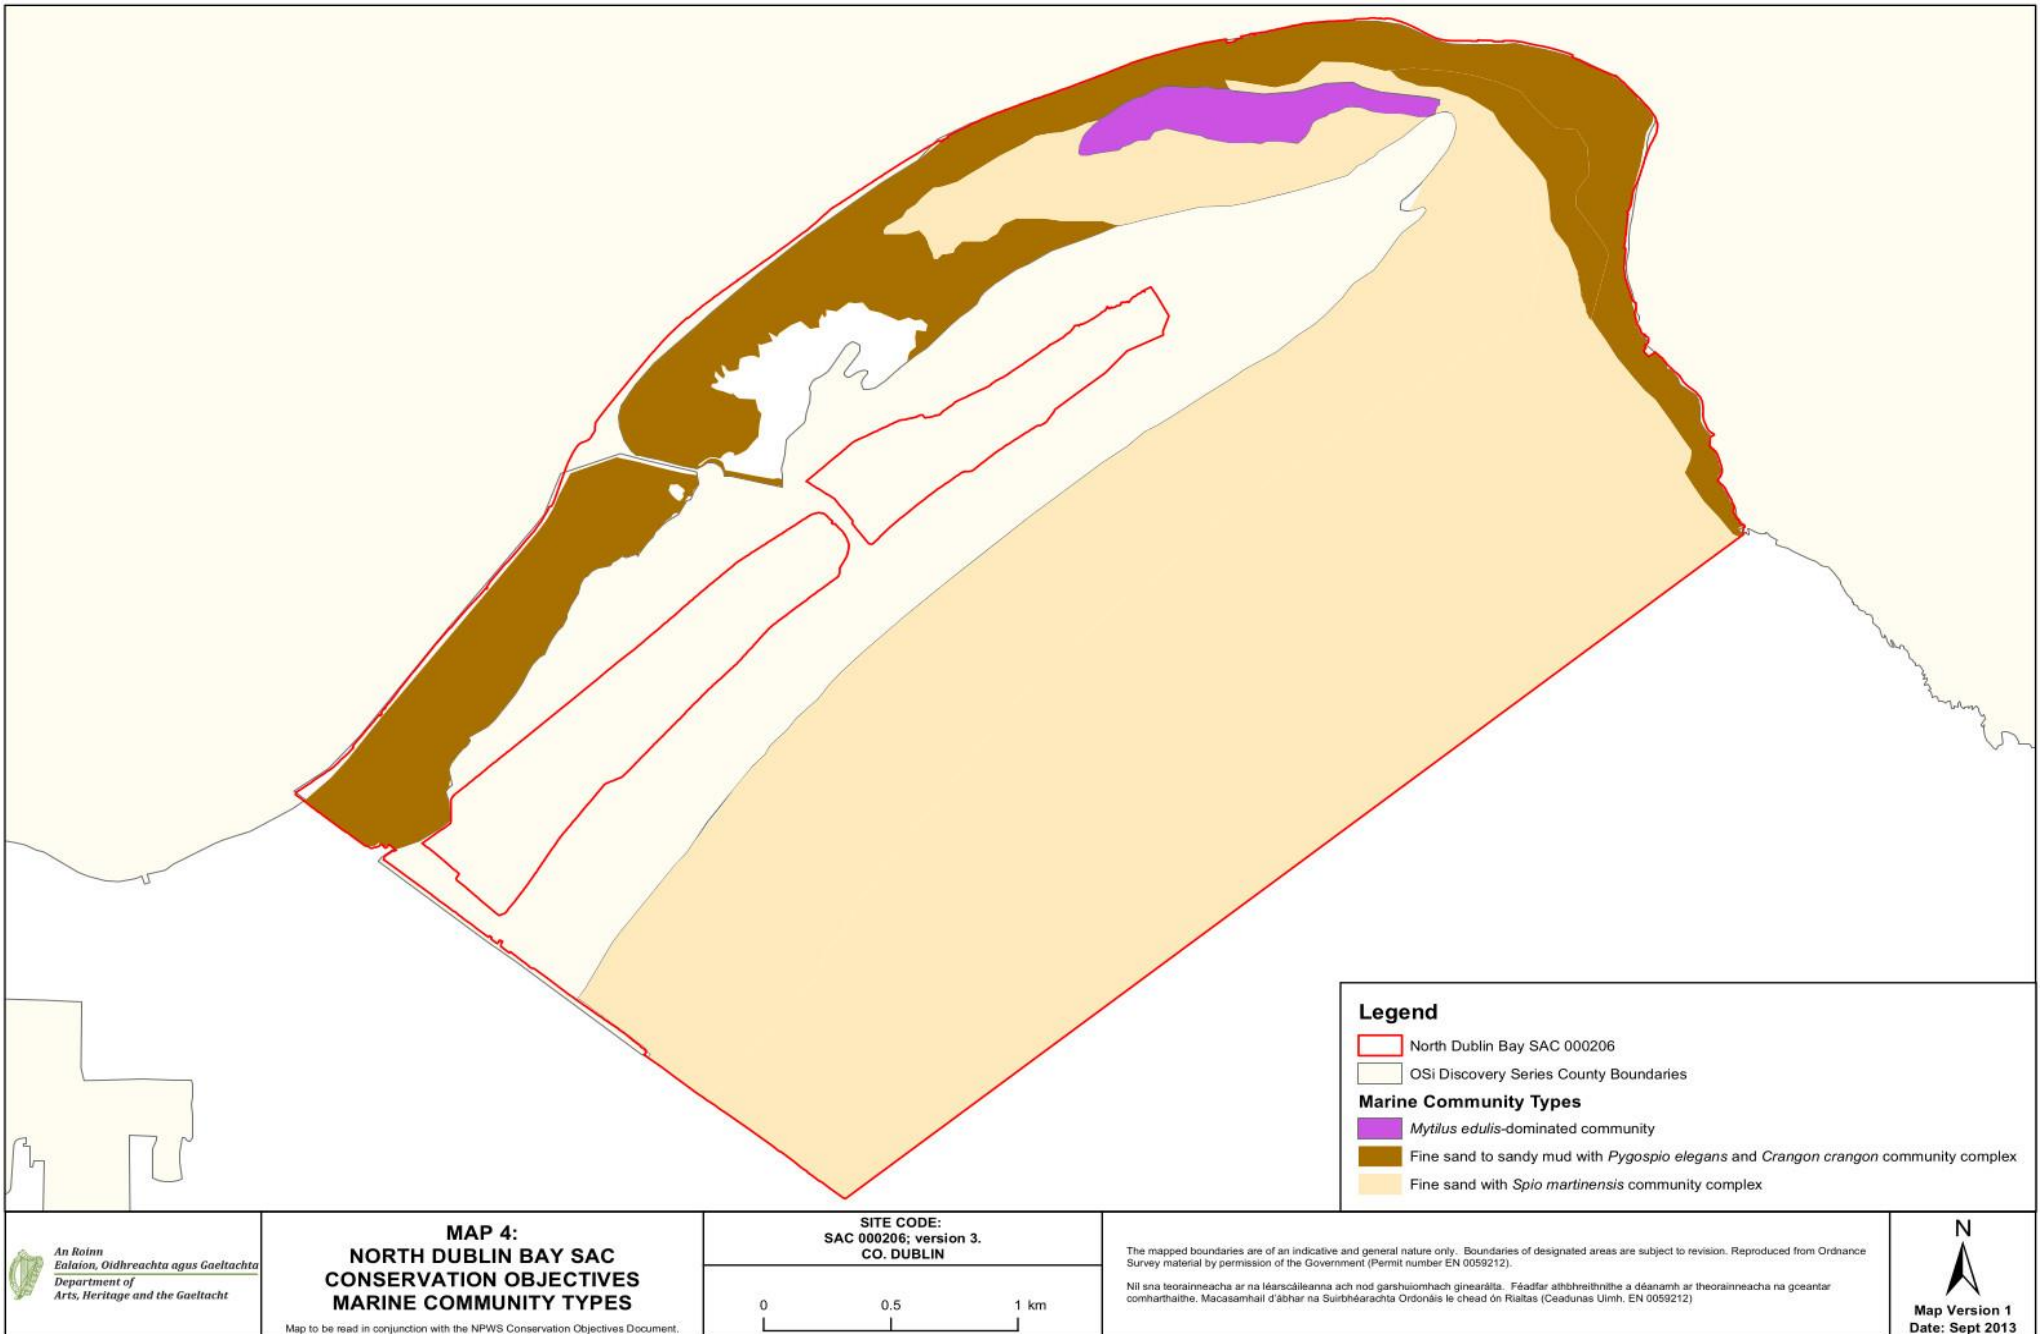 Legend
North Dublin Bay SAC 000206
OSi Discovery Series County Boundaries
Marine Community Types
Mytilus edulis-dominated community
Fine sand to sandy mud with Pygospio elegans and Crangon crangon community complex
Fine sand with Spio martinensis community complex
An Roinn
Ealaíon, Oidhreachta agus Gaeltachta
Department of
Arts, Heritage and the Gaeltacht
MAP 4:
NORTH DUBLIN BAY SAC
CONSERVATION OBJECTIVES
MARINE COMMUNITY TYPES
Map to be read in conjunction with the NPWS Conservation Objectives Document.
SITE CODE:
SAC 000206; version 3.
CO. DUBLIN
0 0.5 1 km
The mapped boundaries are of an indicative and general nature only. Boundaries of designated areas are subject to revision. Reproduced from Ordnance
Survey material by permission of the Government (Permit number EN 0059212).
Níl sna teorainneacha ar na léarscáileanna ach nod garshuiomhach ginearálta. Féadfar athbhreithnithe a déanamh ar theorainneacha na gceantar
comharthaithe. Macasamhail d'ábhar na Suirbhéarachta Ordonáis le chead ón Rialtas (Ceadunas Uimh. EN 0059212)
N
Map Version 1
Date: Sept 2013